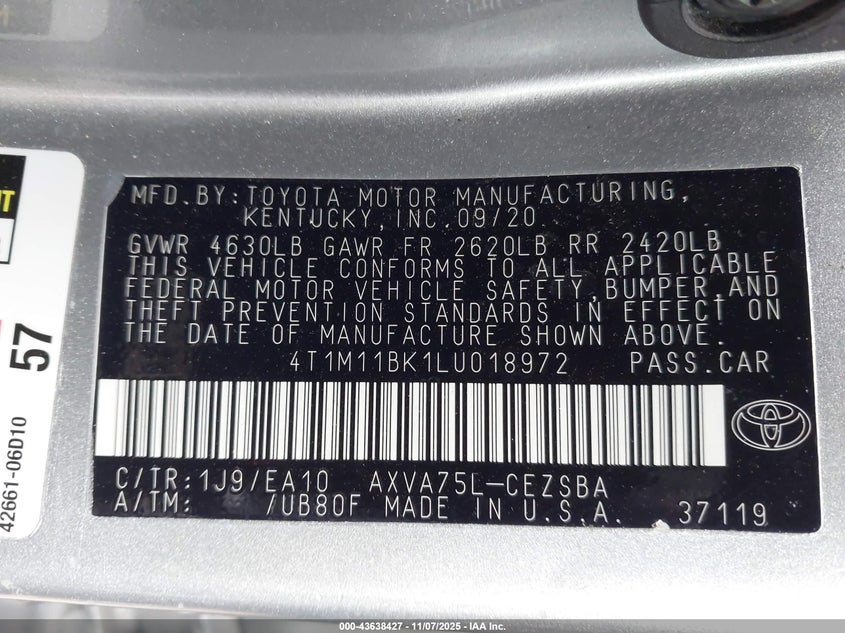 MFD.BY:TOYOTA MOTOR MANUFACTURING,
KENTUCKY,INC.09/20
GVWR 4630LB GAWR FR 2620LB RR 2420LB
THIS VEHICLE CONFORMS TO ALL APPLICABLE
FEDERAL MOTOR VEHICLE SAFETY,BUMPER,AND
THEFT PREVENTION STANDARDS IN EFFECT ON
THE DATE OF MANUFACTURE SHOWN ABOVE.
4T1M11BK1LU018972 PASS.CAR
C/TR:1J9/EA10 AXVA75L-CEZSBA
A/TM: /UB80F MADE IN U.S.A. 37119
57
42661-06D10
000-43638427 - 11/07/2025 - IAA Inc.